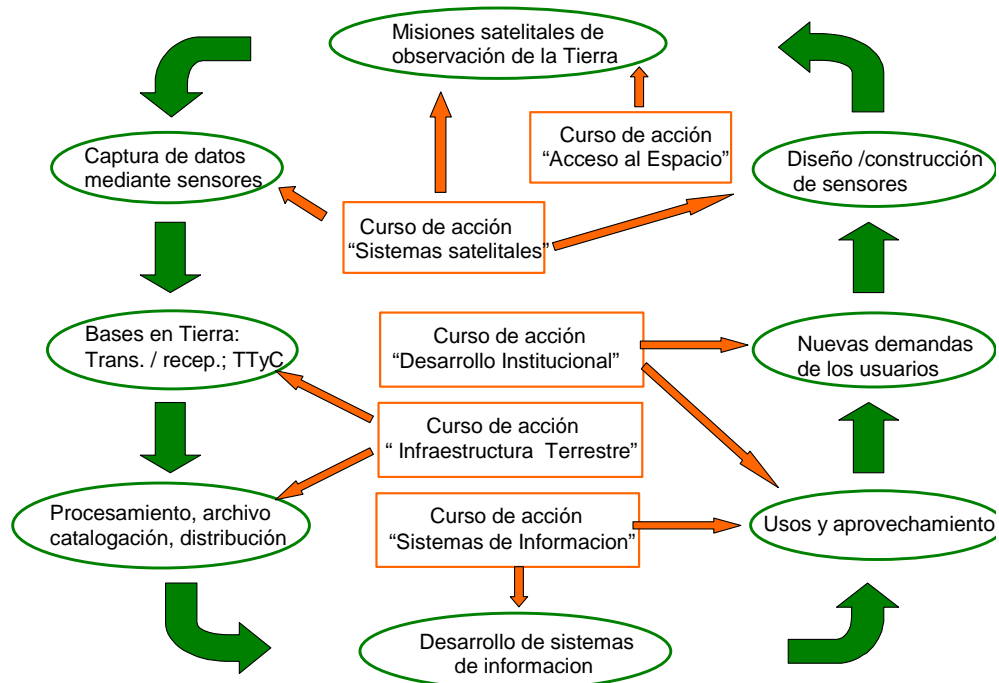 Misiones satelitales de
observación de la Tierra
Curso de acción
“Acceso al Espacio”
Captura de datos
mediante sensores
Diseño /construcción
de sensores
Curso de acción
“Sistemas satelitales”
Bases en Tierra:
Trans. / recep.; TTyC
Curso de acción
“Desarrollo Institucional”
Nuevas demandas
de los usuarios
Curso de acción
“ Infraestructura Terrestre”
Procesamiento, archivo
catalogación, distribución
Curso de acción
“Sistemas de Informacion”
Usos y aprovechamiento
Desarrollo de sistemas
de informacion